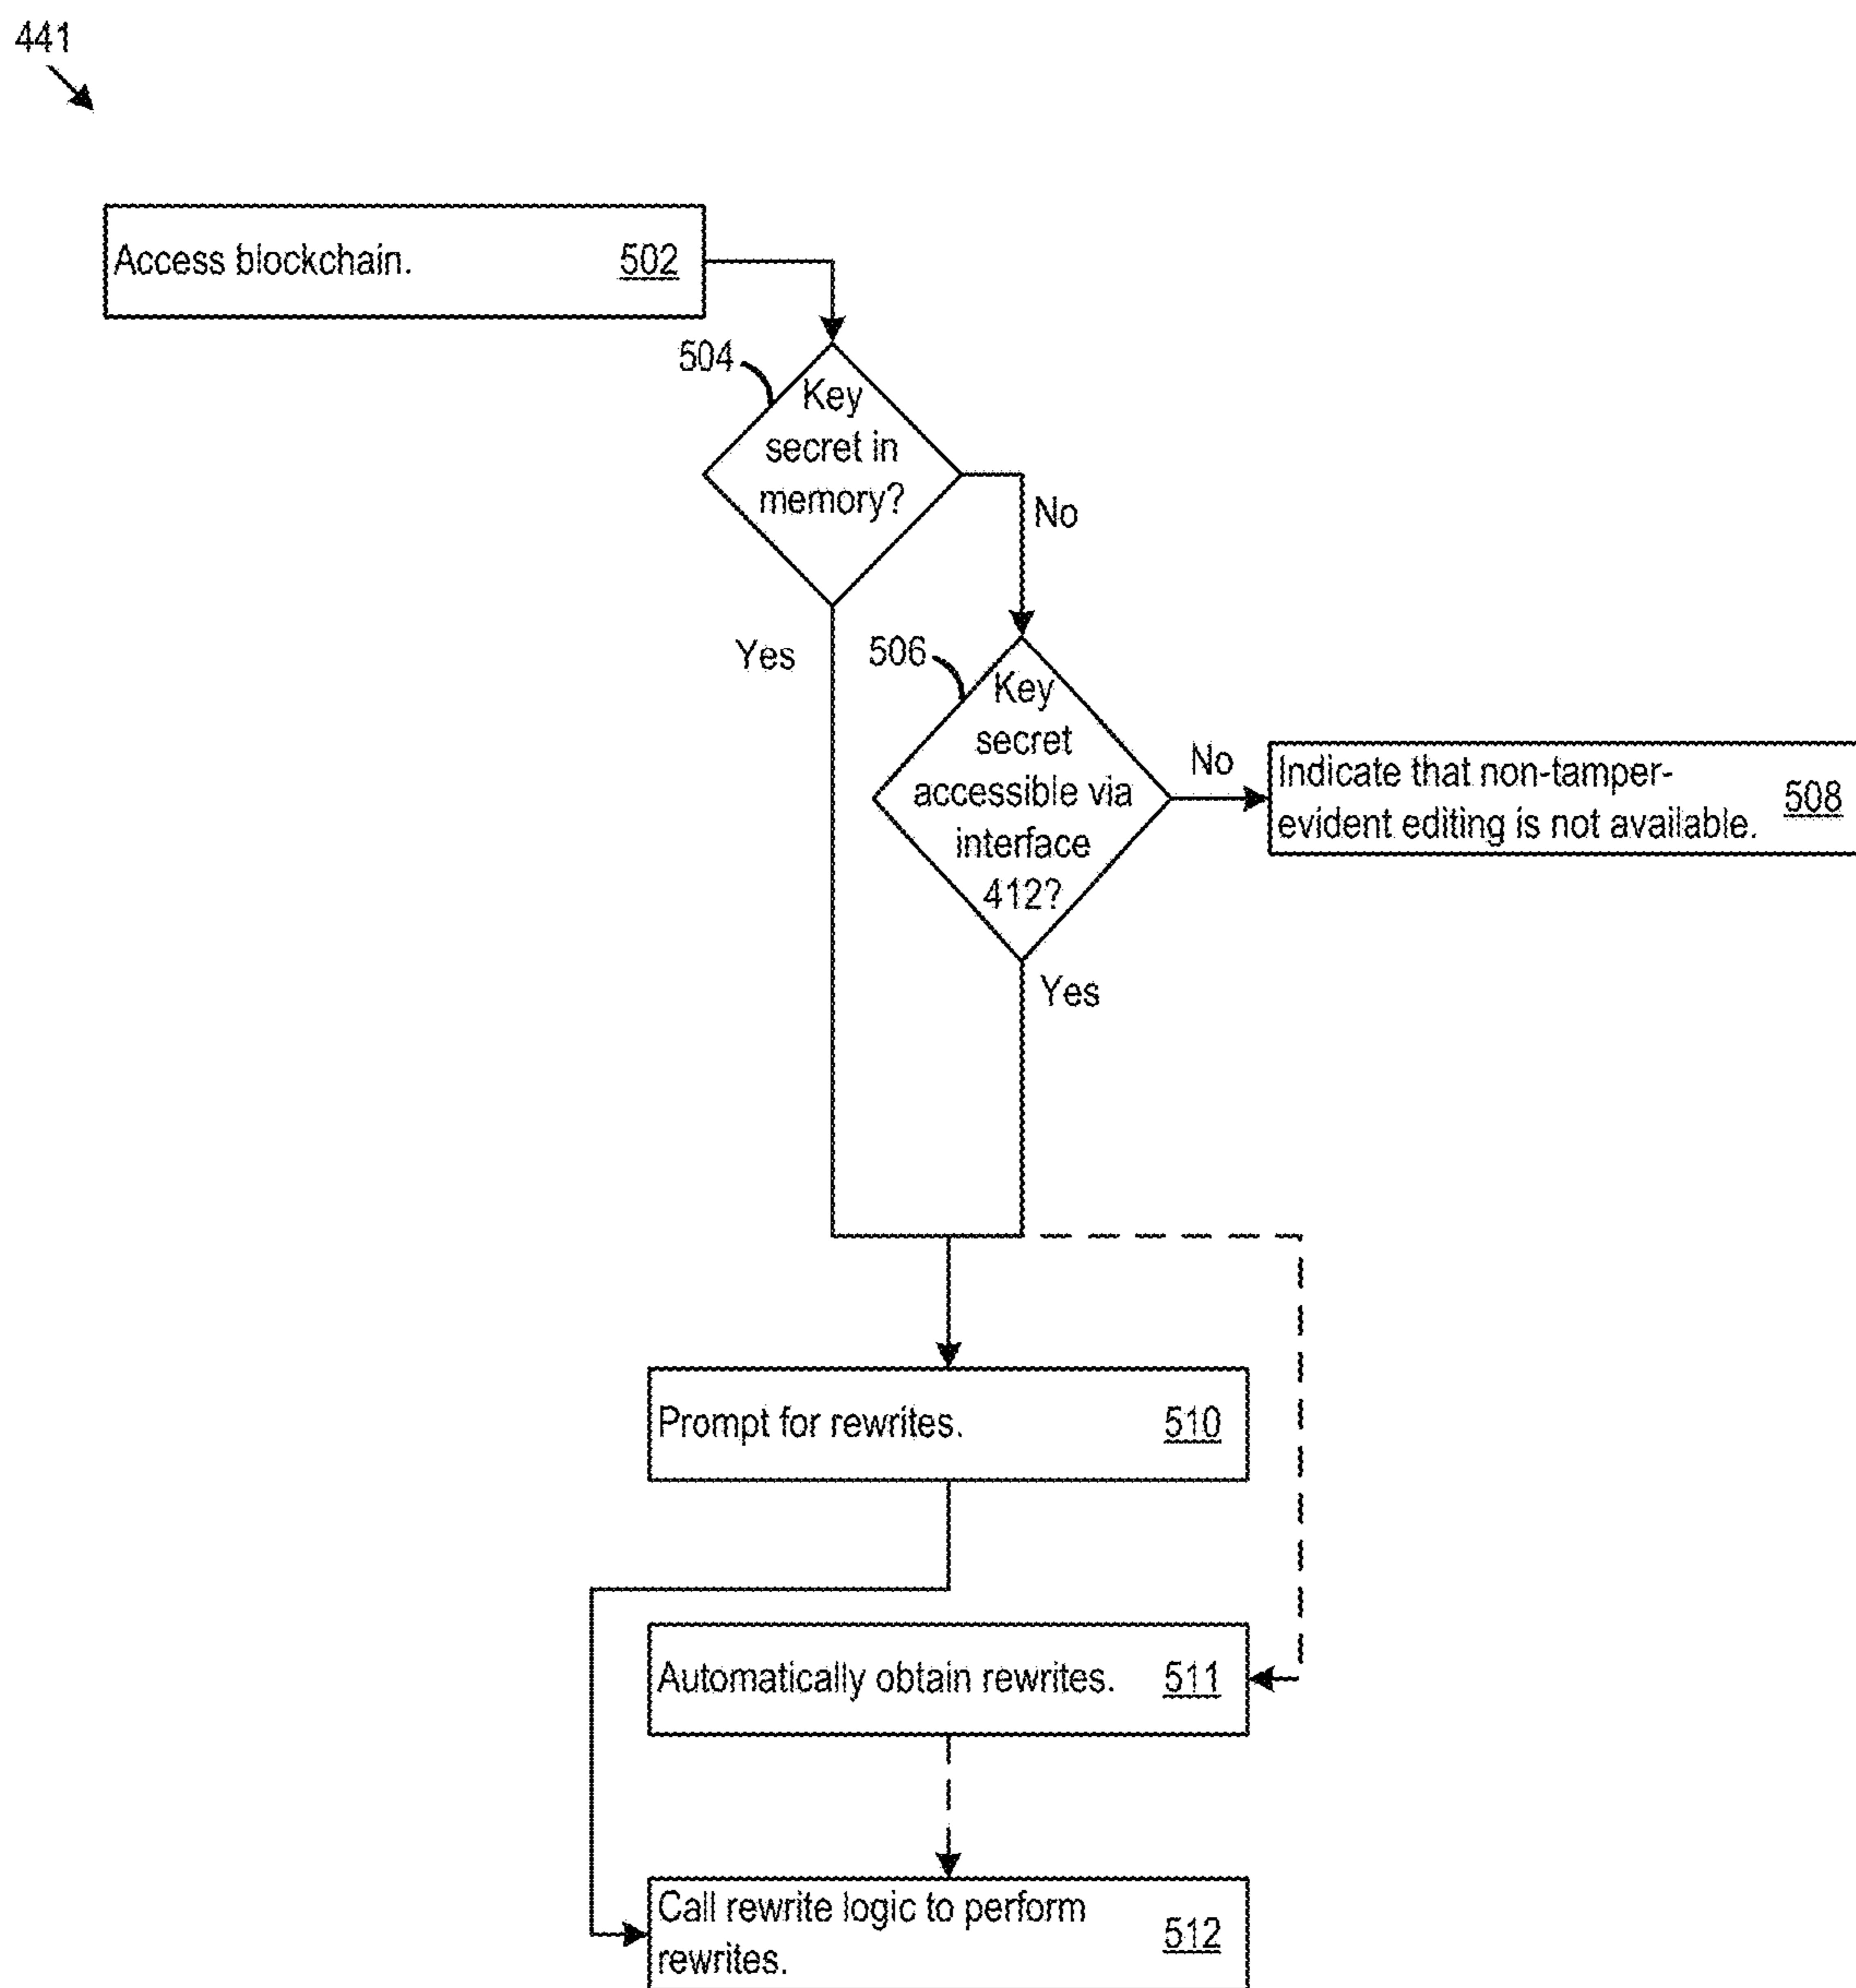 441
Access blockchain. 502
504
Key
secret in
memory?
No
Yes
506
Key
secret
accessible via
interface
412?
No
Indicate that non-tamper-
evident editing is not available. 508
Yes
Prompt for rewrites. 510
Automatically obtain rewrites. 511
Call rewrite logic to perform
rewrites. 512